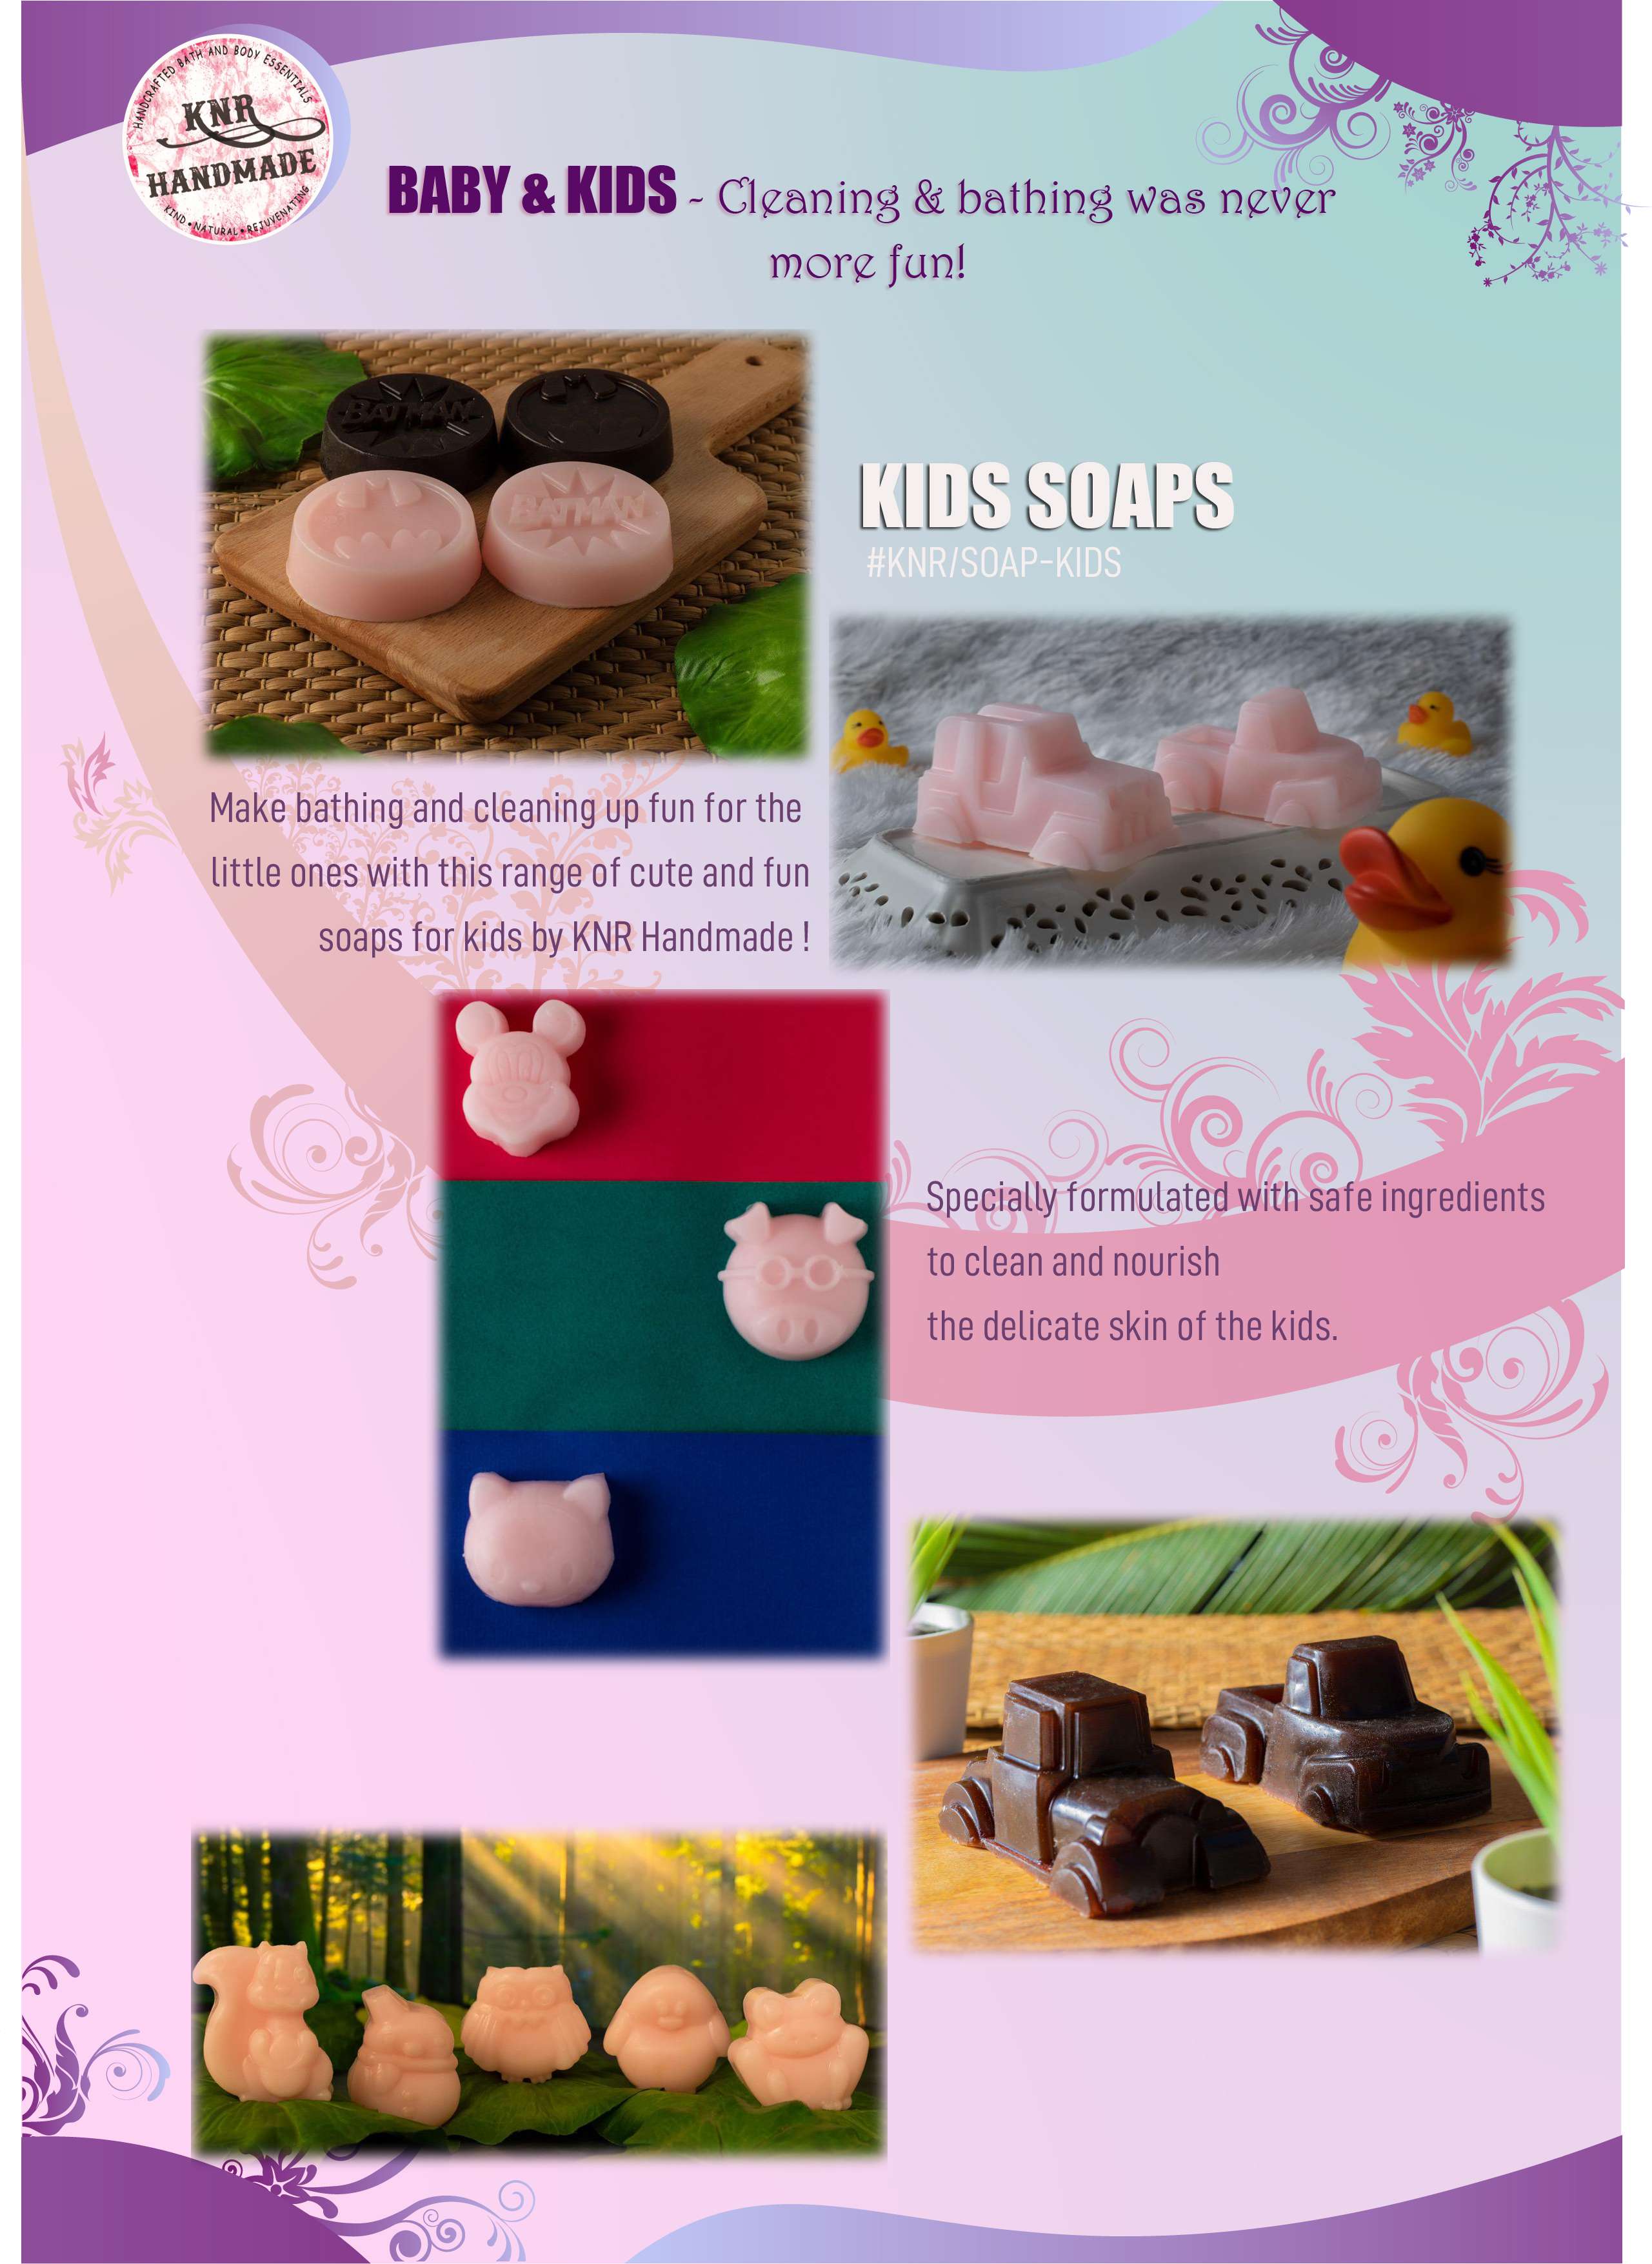 HANDCRAFTED BATH AND BODY ESSENTIALS
KNR
HANDMADE
KIND • NATURAL • REJUVENATING
BABY & KIDS - Cleaning & bathing was never
more fun!
BATMAN
BATMAN
KIDS SOAPS
#KNR/SOAP-KIDS
Make bathing and cleaning up fun for the
little ones with this range of cute and fun
soaps for kids by KNR Handmade !
Specially formulated with safe ingredients
to clean and nourish
the delicate skin of the kids.